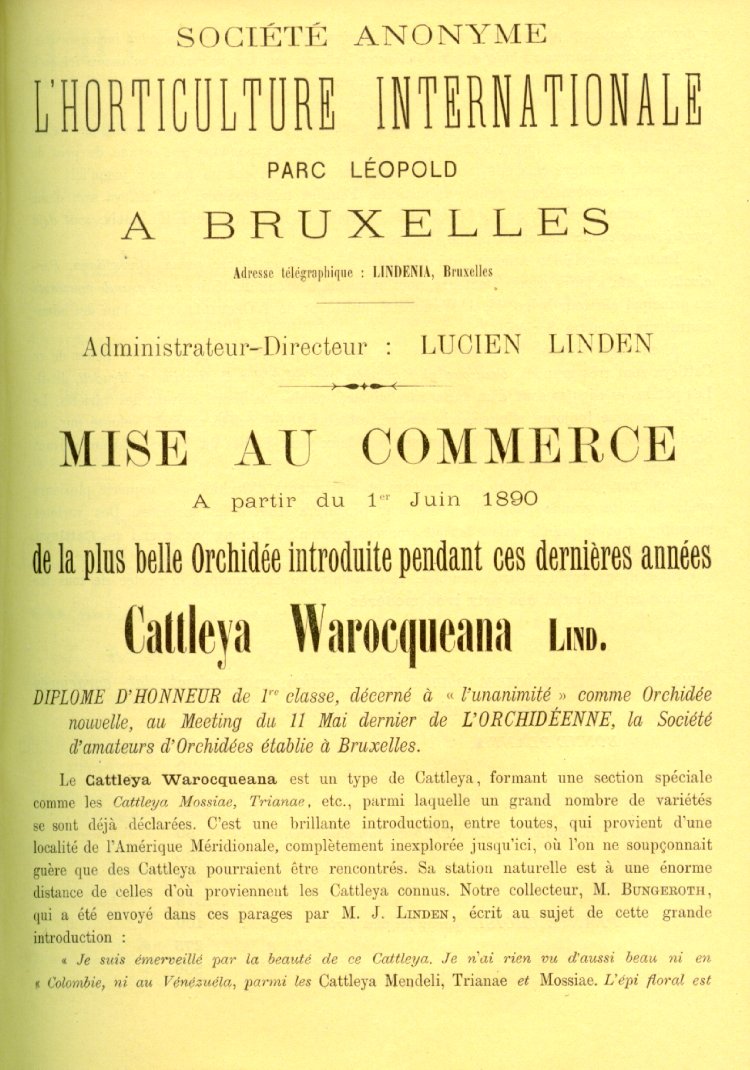 SOCIÉTÉ ANONYME
L'HORTICULTURE INTERNATIONALE
PARC LÉOPOLD
A BRUXELLES
Adresse télégraphique : LINDENIA, Bruxelles
Administrateur-Directeur : LUCIEN LINDEN
MISE AU COMMERCE
A partir du 1er Juin 1890
de la plus belle Orchidée introduite pendant ces dernières années
Cattleya Warocqueana LIND.
DIPLOME D'HONNEUR de 1re classe, décerné à « l'unanimité » comme Orchidée
nouvelle, au Meeting du 11 Mai dernier de L'ORCHIDÉENNE, la Société
d'amateurs d'Orchidées établie à Bruxelles.
Le Cattleya Warocqueana est un type de Cattleya, formant une section spéciale
comme les Cattleya Mossiae, Trianae, etc., parmi laquelle un grand nombre de variétés
se sont déjà déclarées. C'est une brillante introduction, entre toutes, qui provient d'une
localité de l'Amérique Méridionale, complètement inexplorée jusqu'ici, où l'on ne soupçonnait
guère que des Cattleya pourraient être rencontrés. Sa station naturelle est à une énorme
distance de celles d'où proviennent les Cattleya connus. Notre collecteur, M. BUNGEROTH,
qui a été envoyé dans ces parages par M. J. LINDEN, écrit au sujet de cette grande
introduction :
« Je suis émerveillé par la beauté de ce Cattleya. Je n'ai rien vu d'aussi beau ni en
« Colombie, ni au Vénézuéla, parmi les Cattleya Mendeli, Trianae et Mossiae. L'épi floral est